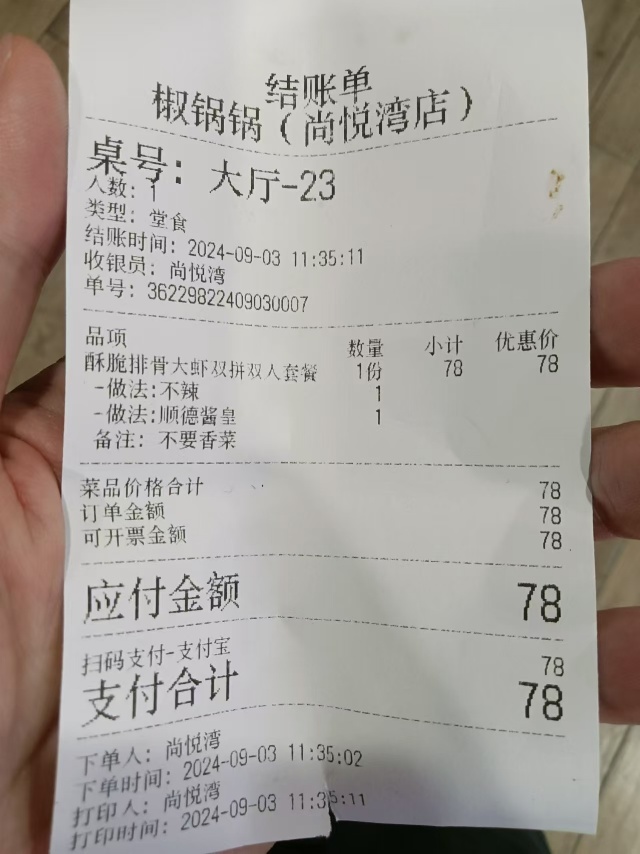 结账单
椒锅锅（尚悦湾店）
桌号：大厅-23
人数：1
类型：堂食
结账时间：2024-09-03 11:35:11
收银员：尚悦湾
单号：36229822409030007
品项 数量 小计 优惠价
酥脆排骨大虾双拼双人套餐 1份 78 78
-做法:不辣 1
-做法:顺德酱皇 1
备注：不要香菜
菜品价格合计 78
订单金额 78
可开票金额 78
应付金额 78
扫码支付-支付宝 78
支付合计 78
下单人：尚悦湾
下单时间：2024-09-03 11:35:02
打印人：尚悦湾
打印时间：2024-09-03 11:35:11